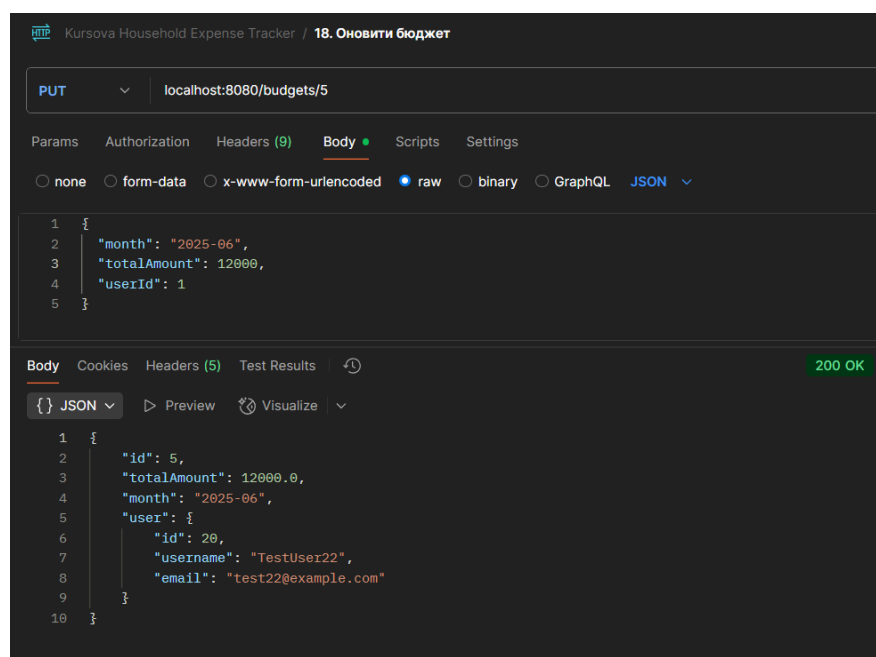 HTTP Kursova Household Expense Tracker / 18. Оновити бюджет
PUT localhost:8080/budgets/5
Params Authorization Headers (9) Body Scripts Settings
none form-data x-www-form-urlencoded raw binary GraphQL JSON
1 {
2 "month": "2025-06",
3 "totalAmount": 12000,
4 "userId": 1
5 }
Body Cookies Headers (5) Test Results 200 OK
{} JSON Preview Visualize
1 {
2 "id": 5,
3 "totalAmount": 12000.0,
4 "month": "2025-06",
5 "user": {
6 "id": 20,
7 "username": "TestUser22",
8 "email": "test22@example.com"
9 }
10 }